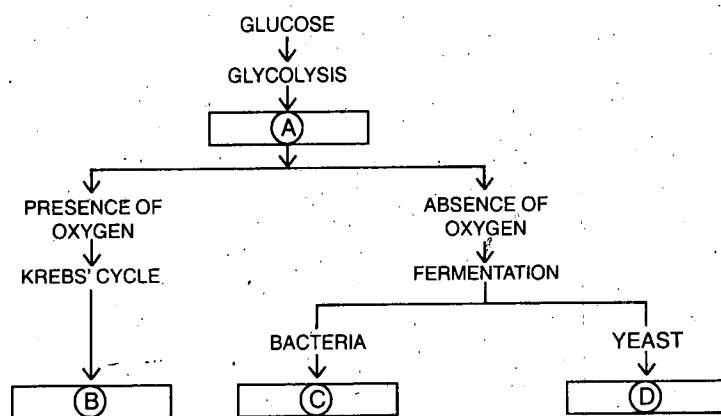 GLUCOSE
GLYCOLYSIS
A
PRESENCE OF
OXYGEN
KREBS' CYCLE
ABSENCE OF
OXYGEN
FERMENTATION
BACTERIA
YEAST
B
C
D